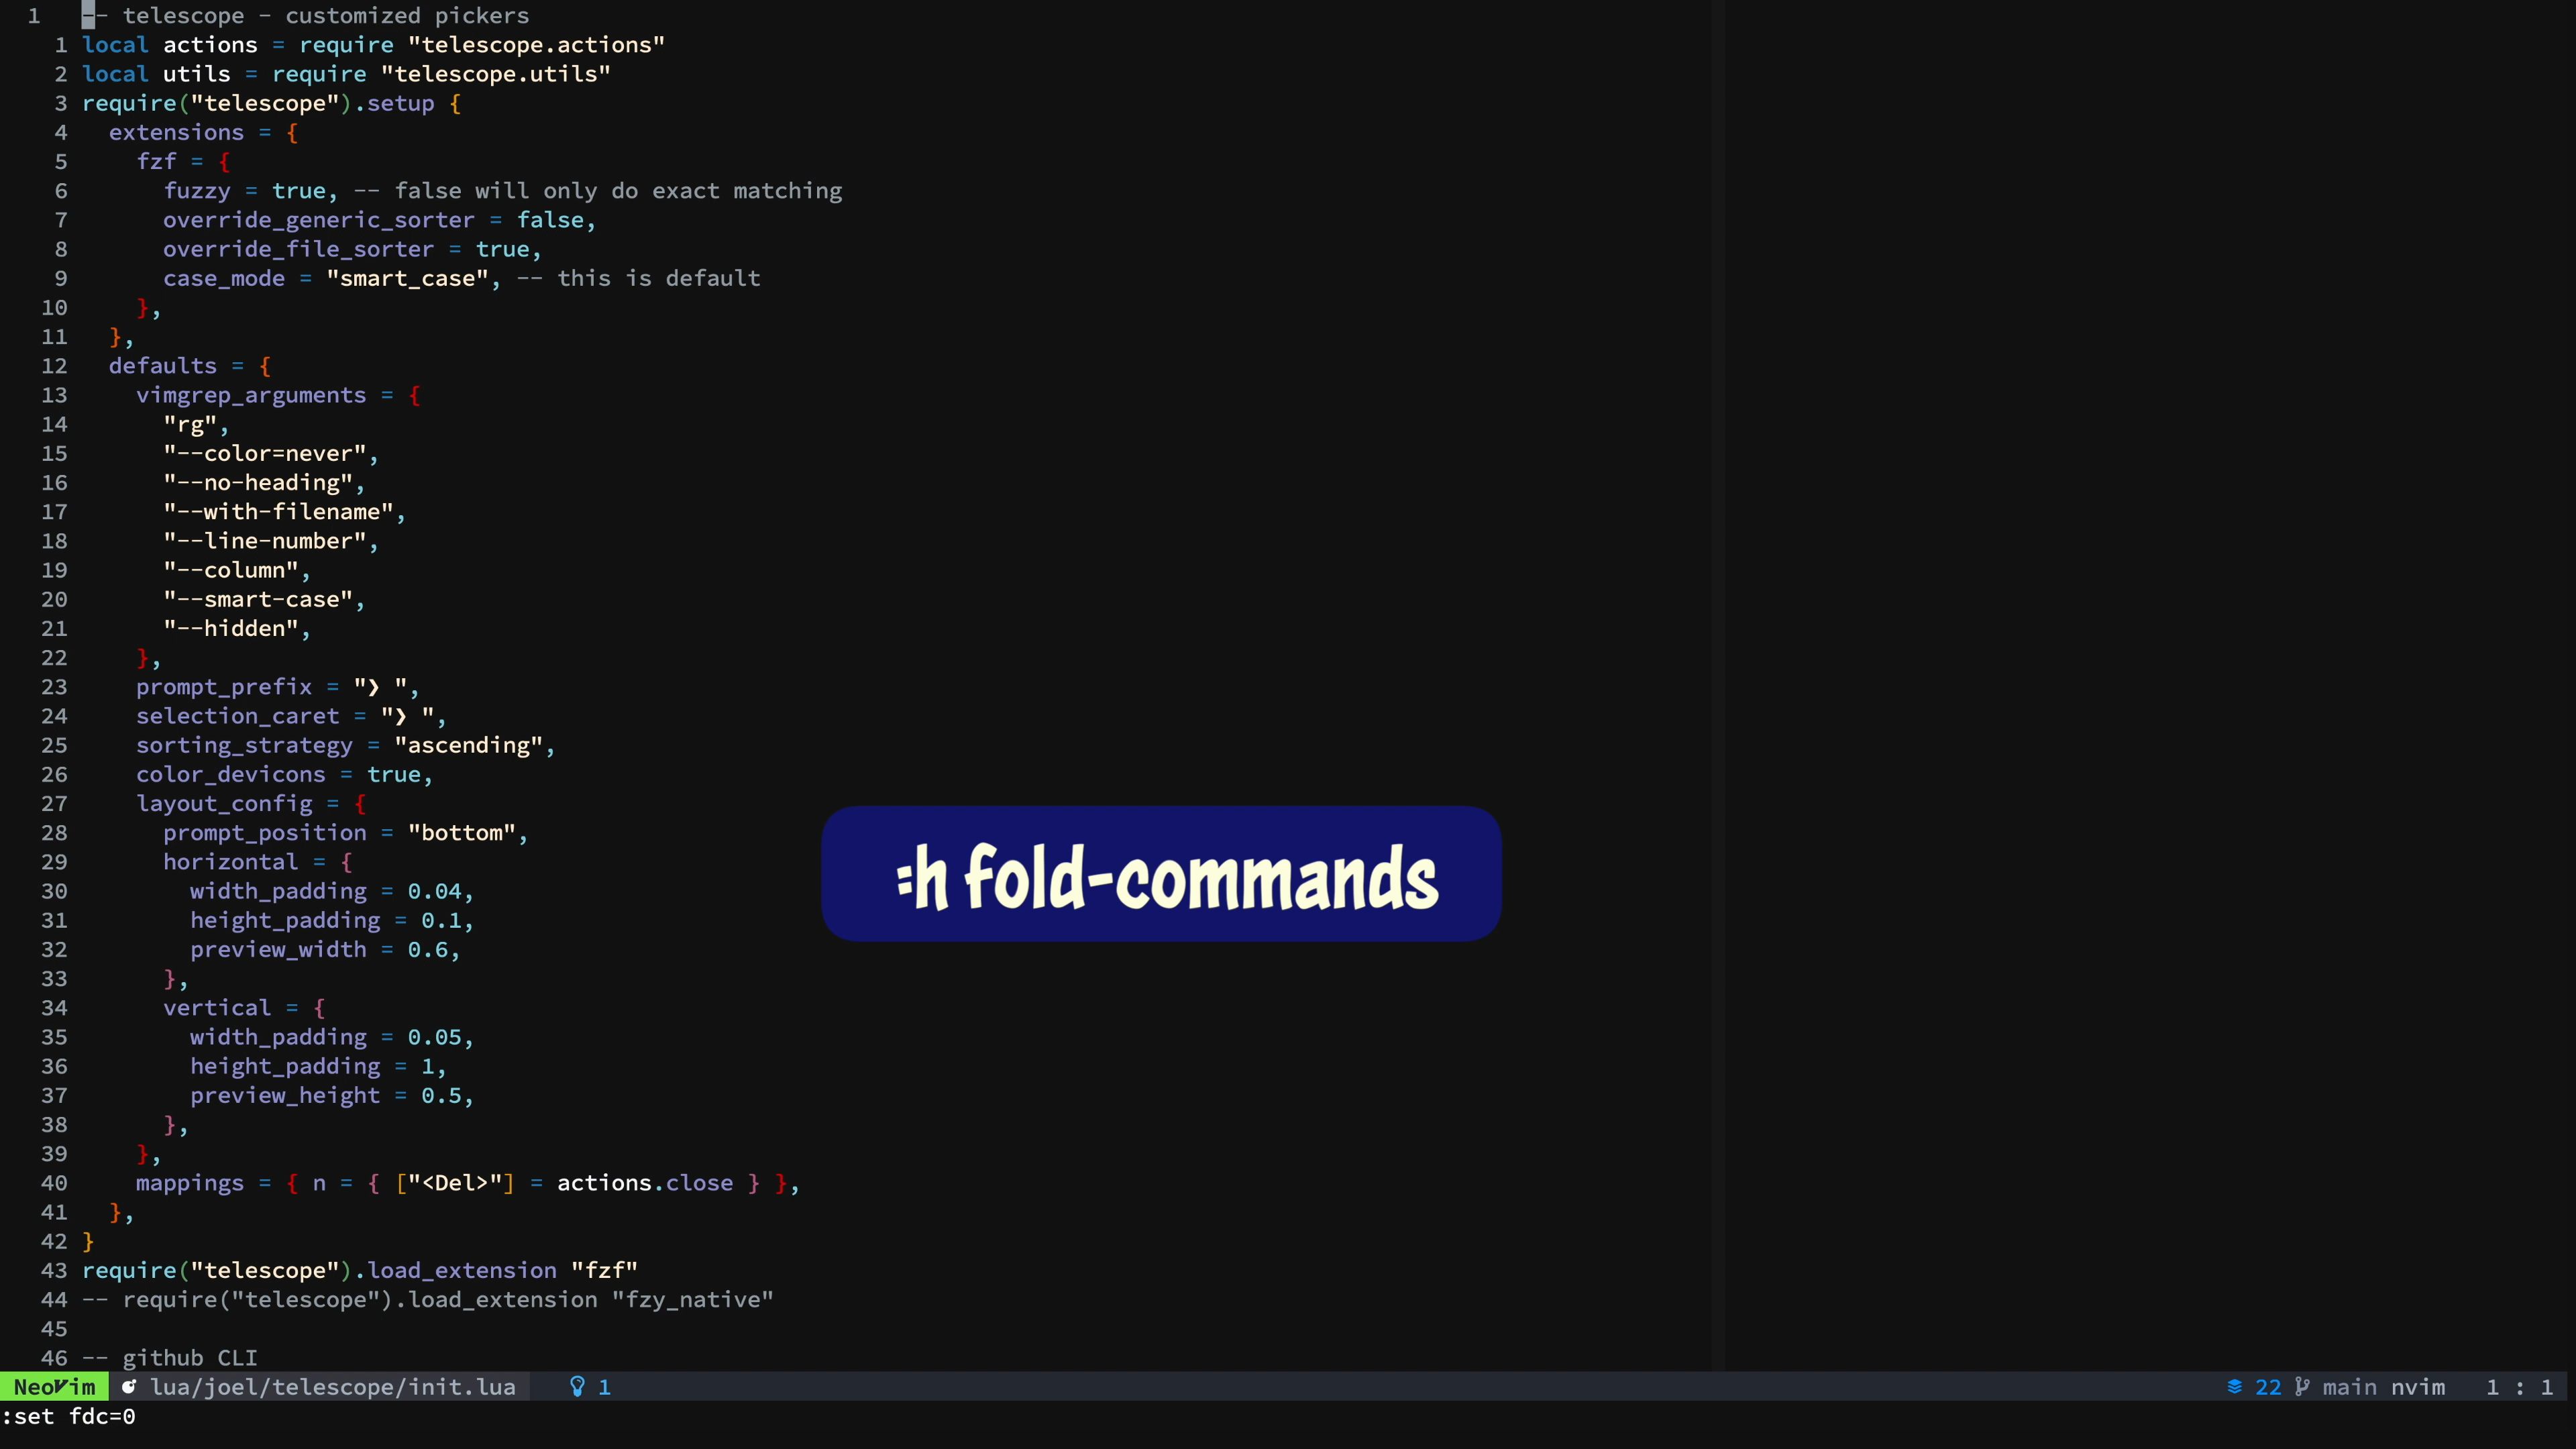 1 -- telescope - customized pickers
1 local actions = require "telescope.actions"
2 local utils = require "telescope.utils"
3 require("telescope").setup {
4 extensions = {
5 fzf = {
6 fuzzy = true, -- false will only do exact matching
7 override_generic_sorter = false,
8 override_file_sorter = true,
9 case_mode = "smart_case", -- this is default
10 },
11 },
12 defaults = {
13 vimgrep_arguments = {
14 "rg",
15 "--color=never",
16 "--no-heading",
17 "--with-filename",
18 "--line-number",
19 "--column",
20 "--smart-case",
21 "--hidden",
22 },
23 prompt_prefix = "❯ ",
24 selection_caret = "❯ ",
25 sorting_strategy = "ascending",
26 color_devicons = true,
27 layout_config = {
28 prompt_position = "bottom",
29 horizontal = {
30 width_padding = 0.04,
31 height_padding = 0.1,
32 preview_width = 0.6,
33 },
34 vertical = {
35 width_padding = 0.05,
36 height_padding = 1,
37 preview_height = 0.5,
38 },
39 },
40 mappings = { n = { ["<Del>"] = actions.close } },
41 },
42 }
43 require("telescope").load_extension "fzf"
44 -- require("telescope").load_extension "fzy_native"
45
46 -- github CLI
:h fold-commands
NeoVim lua/joel/telescope/init.lua 1 22 main nvim 1 : 1
:set fdc=0